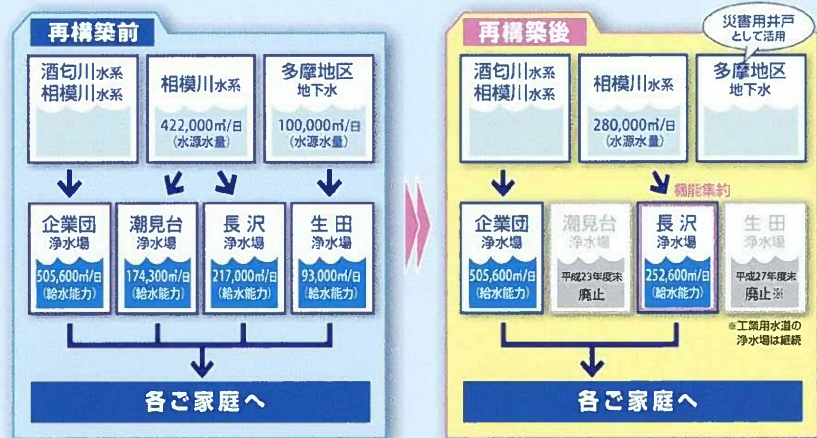 再構築前
酒匂川水系
相模川水系
相模川水系
422,000㎥/日
(水源水量)
多摩地区
地下水
100,000㎥/日
(水源水量)
企業団
浄水場
505,600㎥/日
(給水能力)
潮見台
浄水場
174,300㎥/日
(給水能力)
長沢
浄水場
217,000㎥/日
(給水能力)
生田
浄水場
93,000㎥/日
(給水能力)
各ご家庭へ
再構築後
災害用井戸
として活用
酒匂川水系
相模川水系
相模川水系
280,000㎥/日
(水源水量)
多摩地区
地下水
機能集約
企業団
浄水場
505,600㎥/日
(給水能力)
潮見台
浄水場
平成23年度末
廃止
長沢
浄水場
252,600㎥/日
(給水能力)
生田
浄水場
平成27年度末
廃止※
※工業用水道の
浄水場は継続
各ご家庭へ